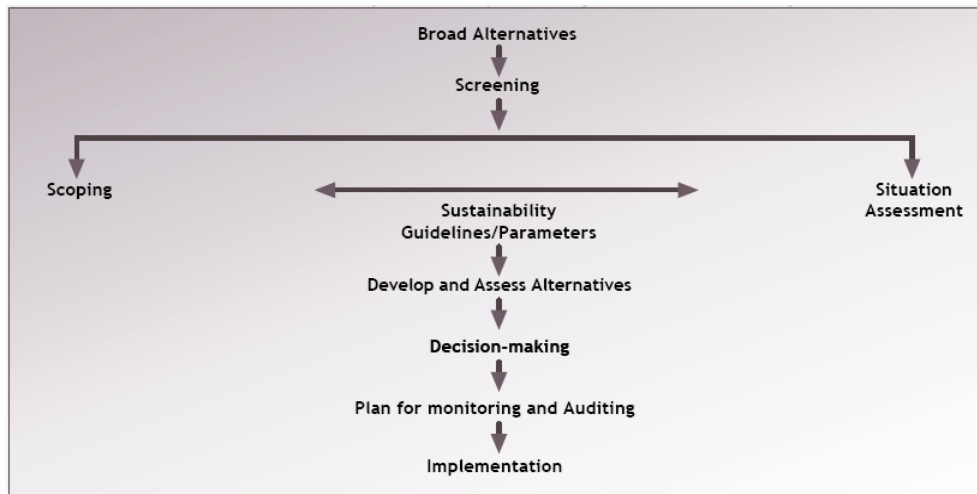 Broad Alternatives
Screening
Scoping
Situation
Assessment
Sustainability
Guidelines/Parameters
Develop and Assess Alternatives
Decision-making
Plan for monitoring and Auditing
Implementation